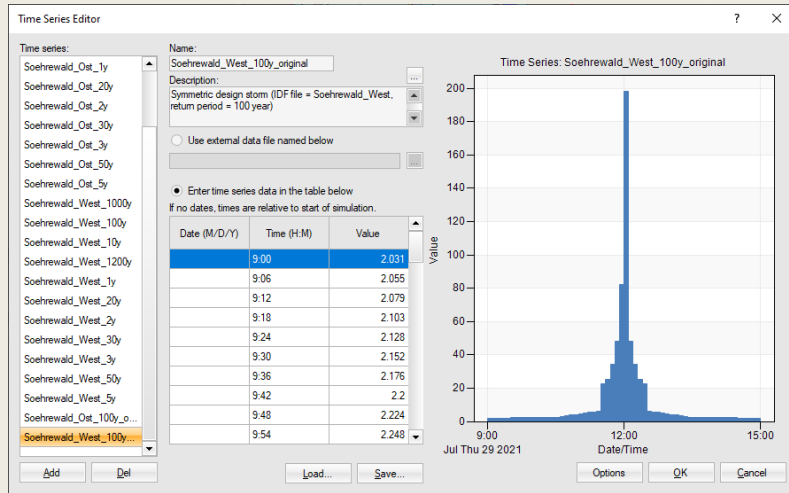 Time Series Editor
? ×
Time series:
Soehrewald_Ost_1y
Soehrewald_Ost_20y
Soehrewald_Ost_2y
Soehrewald_Ost_30y
Soehrewald_Ost_3y
Soehrewald_Ost_50y
Soehrewald_Ost_5y
Soehrewald_West_1000y
Soehrewald_West_100y
Soehrewald_West_10y
Soehrewald_West_1200y
Soehrewald_West_1y
Soehrewald_West_20y
Soehrewald_West_2y
Soehrewald_West_30y
Soehrewald_West_3y
Soehrewald_West_50y
Soehrewald_West_5y
Soehrewald_Ost_100y_o...
Soehrewald_West_100y...
Add Del
Name:
Soehrewald_West_100y_original
Description:
...
Symmetric design storm (IDF file = Soehrewald_West,
return period = 100 year)
Use external data file named below
...
Enter time series data in the table below
If no dates, times are relative to start of simulation.
Date (M/D/Y) Time (H:M) Value
9:00 2.031
9:06 2.055
9:12 2.079
9:18 2.103
9:24 2.128
9:30 2.152
9:36 2.176
9:42 2.2
9:48 2.224
9:54 2.248
Load... Save...
Time Series: Soehrewald_West_100y_original
200
180
160
140
120
100
80
60
40
20
0
Value
9:00 12:00 15:00
Jul Thu 29 2021 Date/Time
Options OK Cancel